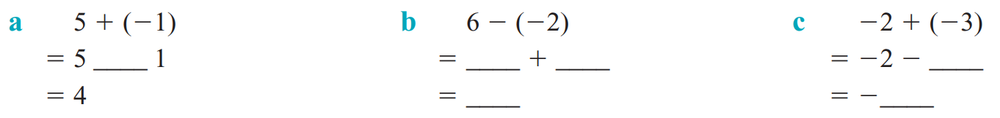 a 5 + (−1) b 6 − (−2) c −2 + (−3)
= 5 ____ 1 = ____ + ____ = −2 − ____
= 4 = ____ = −____